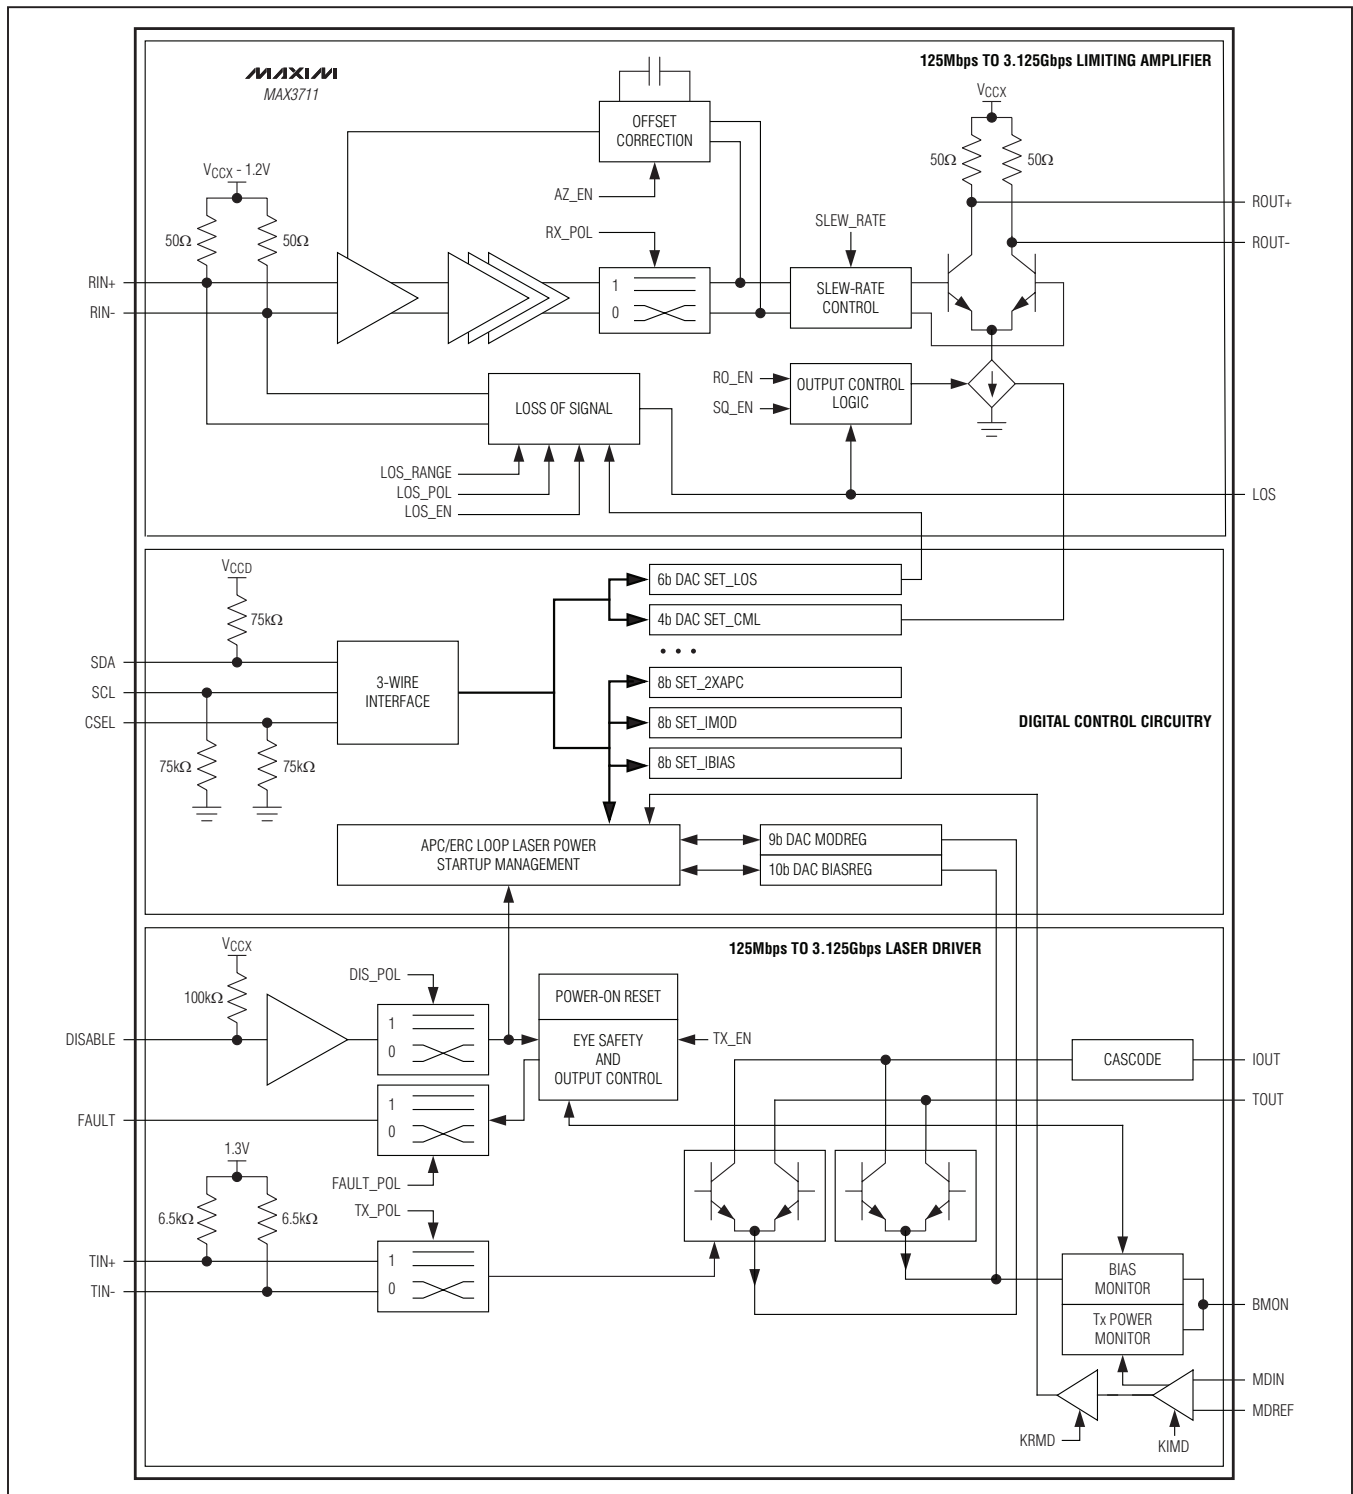 125Mbps TO 3.125Gbps LIMITING AMPLIFIER
MAXIM
MAX3711
VCCX
OFFSET
CORRECTION
50Ω
50Ω
VCCX - 1.2V
AZ_EN
ROUT+
RX_POL
SLEW_RATE
50Ω
50Ω
ROUT-
RIN+
1
SLEW-RATE
CONTROL
RIN-
0
RO_EN
OUTPUT CONTROL
LOGIC
LOSS OF SIGNAL
SQ_EN
LOS_RANGE
LOS_POL
LOS_EN
LOS
VCCD
6b DAC SET_LOS
75kΩ
4b DAC SET_CML
SDA
• • •
3-WIRE
INTERFACE
8b SET_2XAPC
SCL
CSEL
8b SET_IMOD
DIGITAL CONTROL CIRCUITRY
75kΩ
75kΩ
8b SET_IBIAS
APC/ERC LOOP LASER POWER
STARTUP MANAGEMENT
9b DAC MODREG
10b DAC BIASREG
VCCX
125Mbps TO 3.125Gbps LASER DRIVER
DIS_POL
100kΩ
POWER-ON RESET
1
DISABLE
0
EYE SAFETY
AND
OUTPUT CONTROL
TX_EN
CASCODE
IOUT
FAULT
1
0
TOUT
1.3V
FAULT_POL
TX_POL
6.5kΩ
6.5kΩ
TIN+
1
TIN-
0
BIAS
MONITOR
BMON
Tx POWER
MONITOR
MDIN
MDREF
KRMD
KIMD